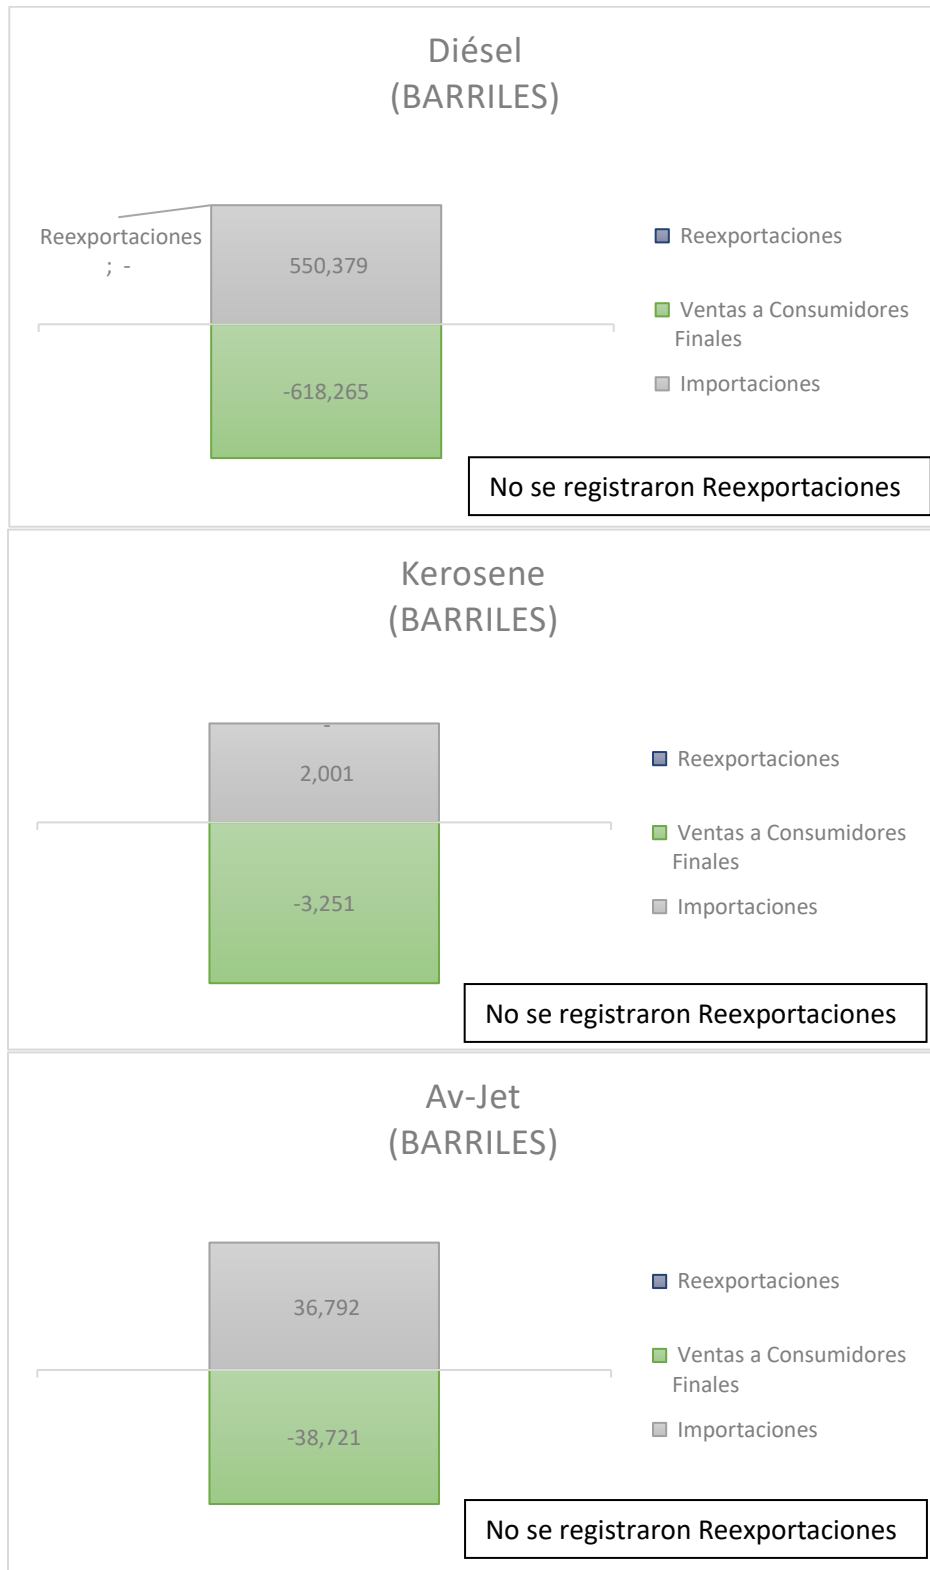 Diésel
(BARRILES)
Reexportaciones
; -
550,379
-618,265
Reexportaciones
Ventas a Consumidores
Finales
Importaciones
No se registraron Reexportaciones
Kerosene
(BARRILES)
-
2,001
-3,251
Reexportaciones
Ventas a Consumidores
Finales
Importaciones
No se registraron Reexportaciones
Av-Jet
(BARRILES)
36,792
-38,721
Reexportaciones
Ventas a Consumidores
Finales
Importaciones
No se registraron Reexportaciones